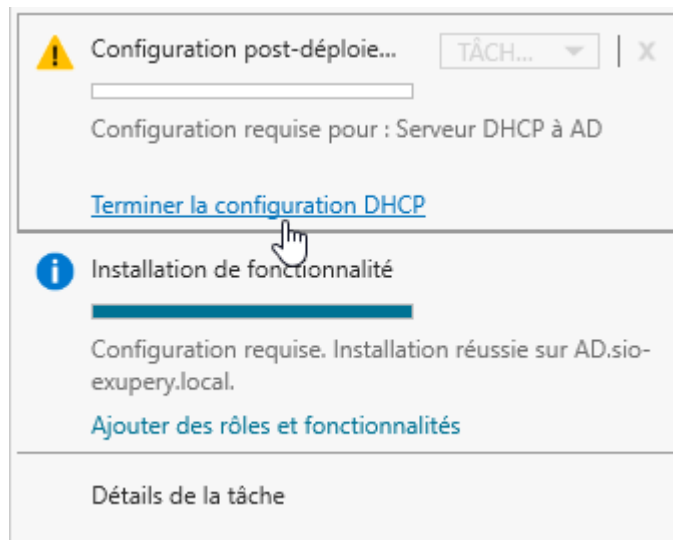 Configuration post-déploie...
TÂCH...
X
Configuration requise pour : Serveur DHCP à AD
Terminer la configuration DHCP
Installation de fonctionnalité
Configuration requise. Installation réussie sur AD.sio-
exupery.local.
Ajouter des rôles et fonctionnalités
Détails de la tâche